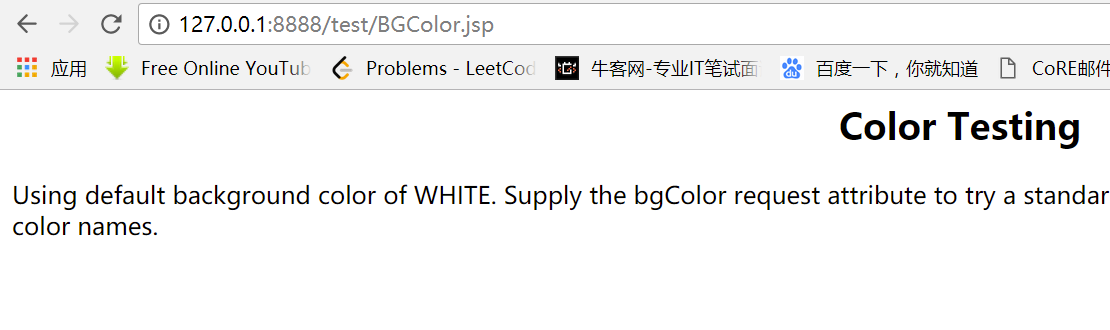 127.0.0.1:8888/test/BGColor.jsp
应用 Free Online YouTub Problems - LeetCod 牛客网-专业IT笔试面 百度一下，你就知道 CoRE邮件
Color Testing
Using default background color of WHITE. Supply the bgColor request attribute to try a standar
color names.